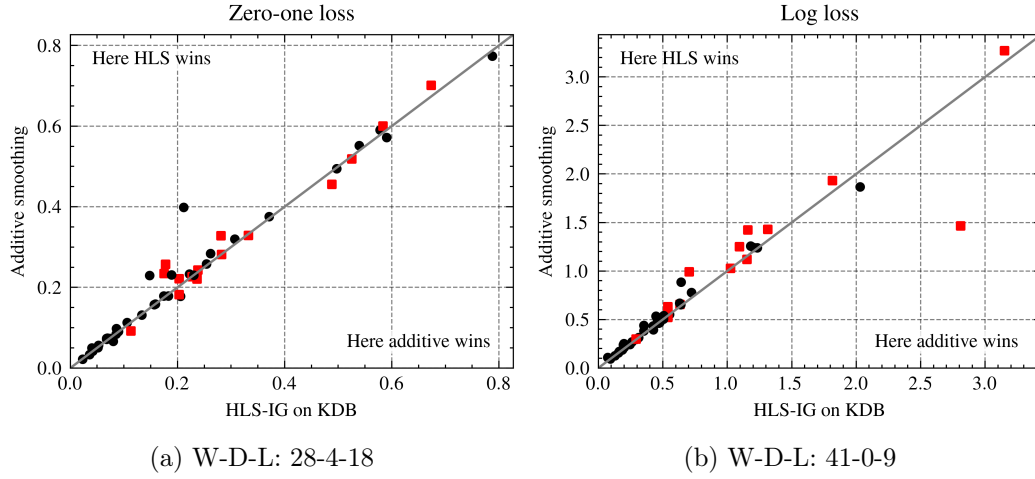 Zero-one loss
Here HLS wins
Here additive wins
Additive smoothing
0.8
0.6
0.4
0.2
0.0
0.0 0.2 0.4 0.6 0.8
HLS-IG on KDB
(a) W-D-L: 28-4-18
Log loss
Here HLS wins
Here additive wins
Additive smoothing
3.0
2.5
2.0
1.5
1.0
0.5
0.0
0.0 0.5 1.0 1.5 2.0 2.5 3.0
HLS-IG on KDB
(b) W-D-L: 41-0-9